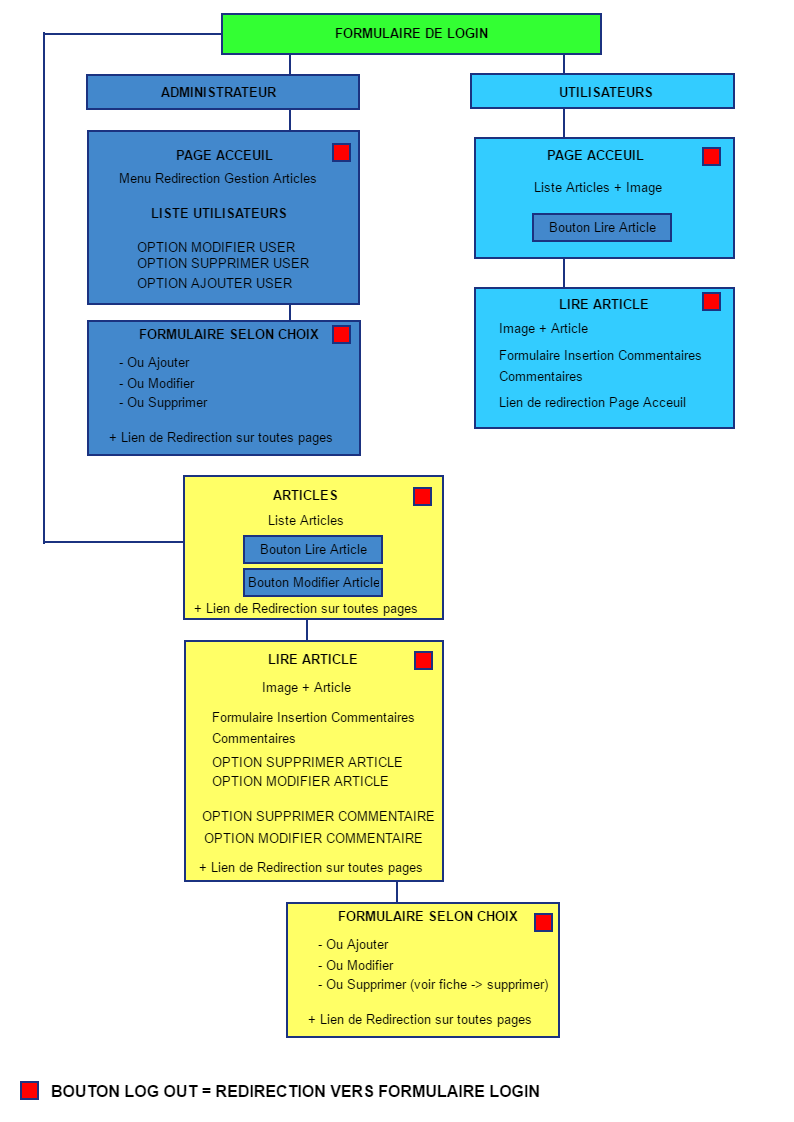 FORMULAIRE DE LOGIN
ADMINISTRATEUR
PAGE ACCEUIL
Menu Redirection Gestion Articles
LISTE UTILISATEURS
OPTION MODIFIER USER
OPTION SUPPRIMER USER
OPTION AJOUTER USER
FORMULAIRE SELON CHOIX
- Ou Ajouter
- Ou Modifier
- Ou Supprimer
+ Lien de Redirection sur toutes pages
UTILISATEURS
PAGE ACCEUIL
Liste Articles + Image
Bouton Lire Article
LIRE ARTICLE
Image + Article
Formulaire Insertion Commentaires
Commentaires
Lien de redirection Page Acceuil
ARTICLES
Liste Articles
Bouton Lire Article
Bouton Modifier Article
+ Lien de Redirection sur toutes pages
LIRE ARTICLE
Image + Article
Formulaire Insertion Commentaires
Commentaires
OPTION SUPPRIMER ARTICLE
OPTION MODIFIER ARTICLE
OPTION SUPPRIMER COMMENTAIRE
OPTION MODIFIER COMMENTAIRE
+ Lien de Redirection sur toutes pages
FORMULAIRE SELON CHOIX
- Ou Ajouter
- Ou Modifier
- Ou Supprimer (voir fiche -> supprimer)
+ Lien de Redirection sur toutes pages
BOUTON LOG OUT = REDIRECTION VERS FORMULAIRE LOGIN